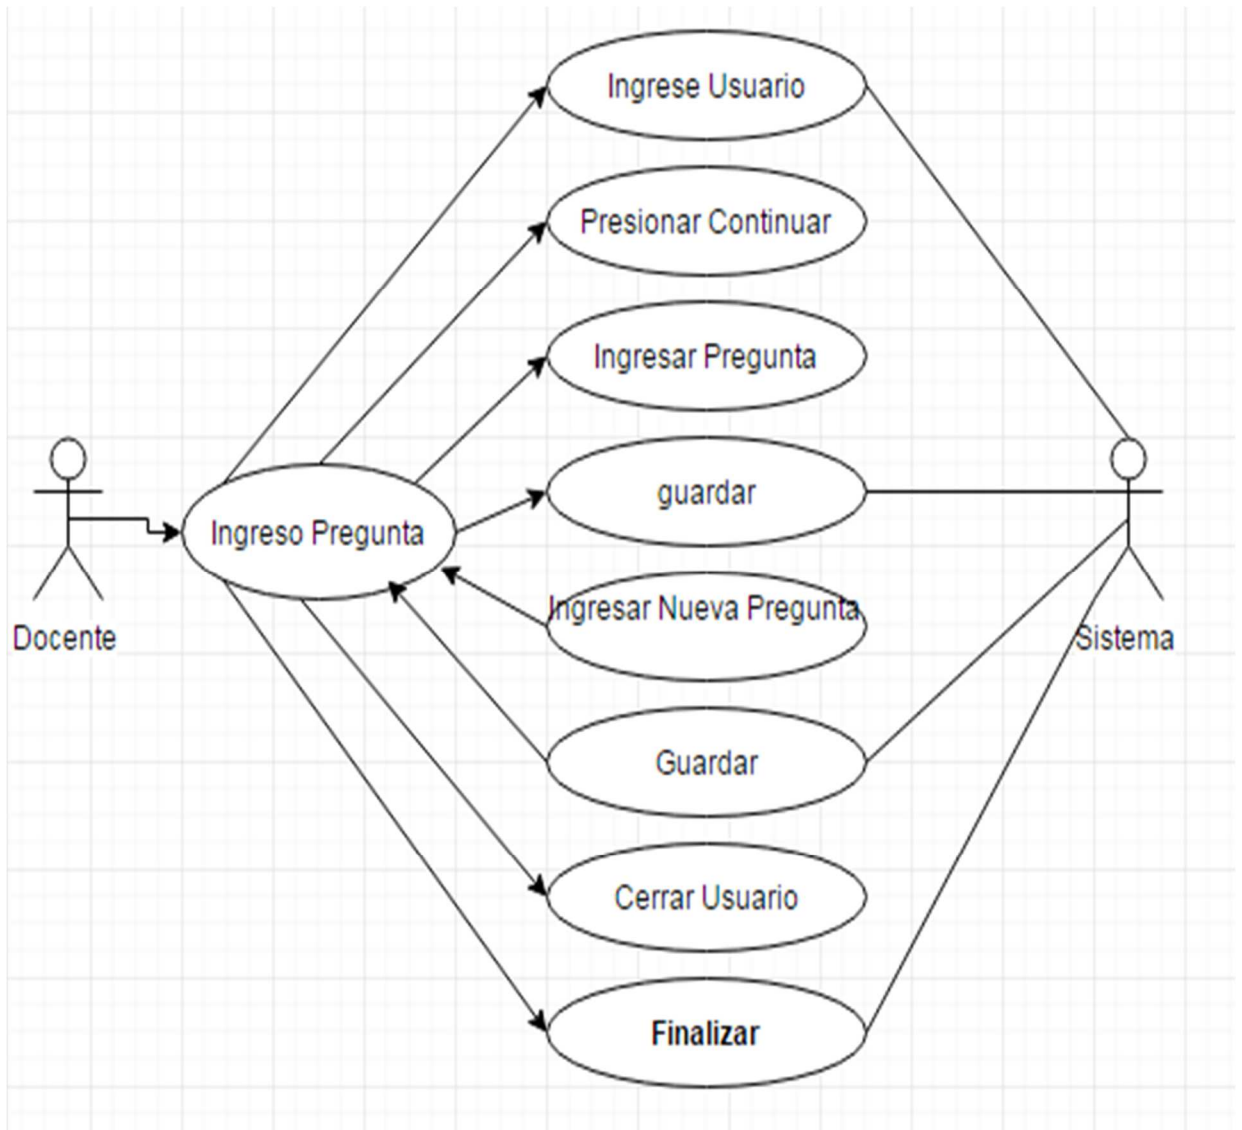 Ingrese Usuario
Presionar Continuar
Ingresar Pregunta
guardar
Ingreso Pregunta
Ingresar Nueva Pregunta
Docente
Sistema
Guardar
Cerrar Usuario
Finalizar